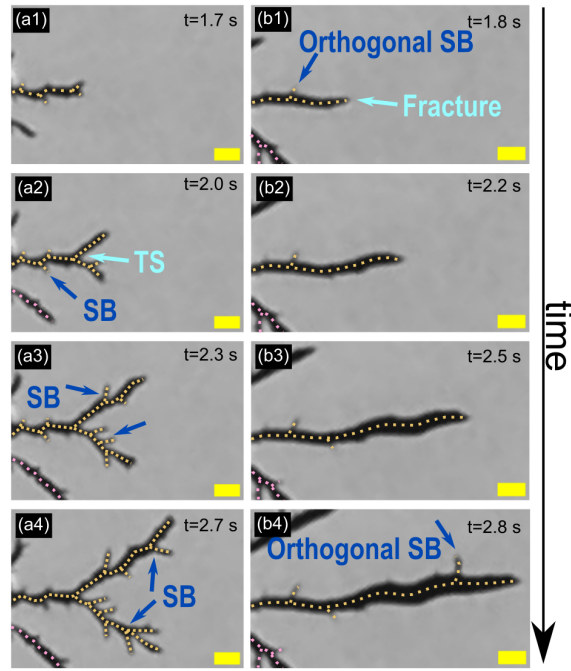 (a1)
t=1.7 s
(b1)
t=1.8 s
Orthogonal SB
Fracture
(a2)
t=2.0 s
TS
SB
(b2)
t=2.2 s
(a3)
t=2.3 s
SB
(b3)
t=2.5 s
(a4)
t=2.7 s
SB
(b4)
t=2.8 s
Orthogonal SB
time